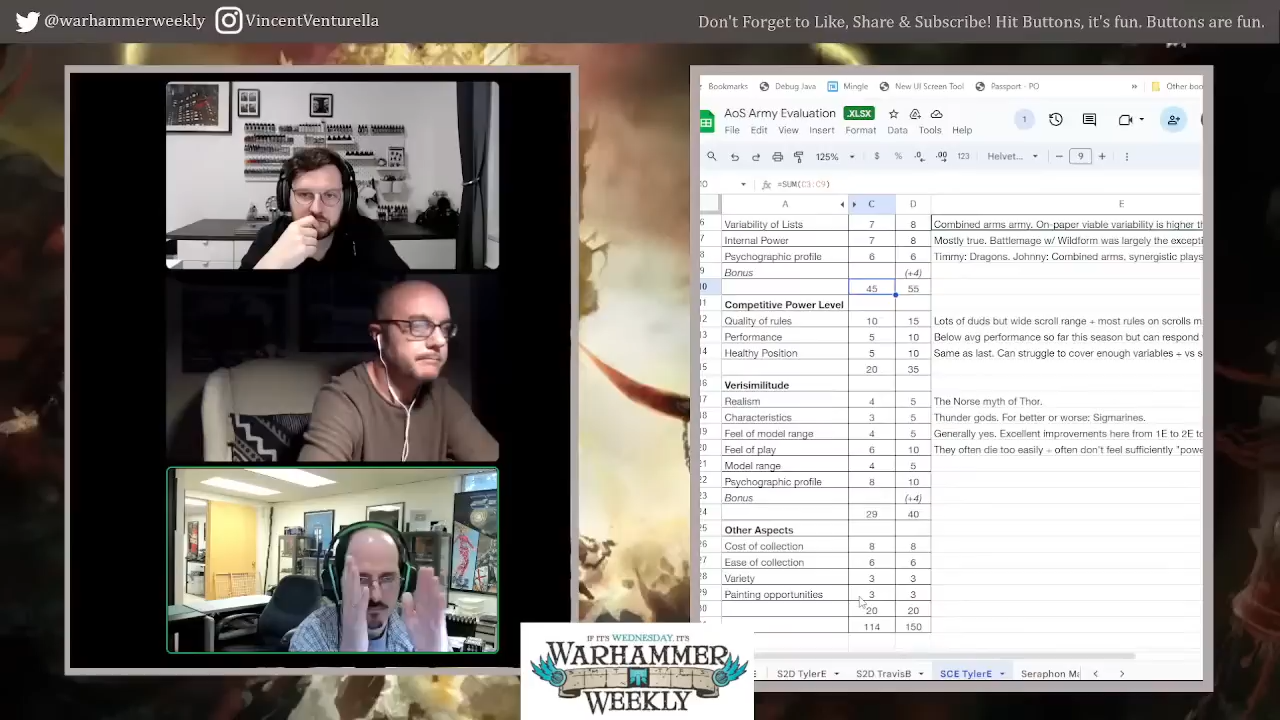 @warhammerweekly VincentVenturella
Don't Forget to Like, Share & Subscribe! Hit Buttons, it's fun. Buttons are fun.
Bookmarks Debug Java Mingle New UI Screen Tool Passport - PO » Other boo
AoS Army Evaluation .XLSX 1
File Edit View Insert Format Data Tools Help
125% $ % .0 .00 123 Helvet... − 9 +
fx =SUM(C3:C9)
A C D E
Variability of Lists 7 8 Combined arms army. On-paper viable variability is higher th
Internal Power 7 8 Mostly true. Battlemage w/ Wildform was largely the excepti
Psychographic profile 6 6 Timmy: Dragons. Johnny: Combined arms, synergistic plays
Bonus (+4)
45 55
Competitive Power Level
Quality of rules 10 15 Lots of duds but wide scroll range + most rules on scrolls m
Performance 5 10 Below avg performance so far this season but can respond
Healthy Position 5 10 Same as last. Can struggle to cover enough variables + vs s
20 35
Verisimilitude
Realism 4 5 The Norse myth of Thor.
Characteristics 3 5 Thunder gods. For better or worse: Sigmarines.
Feel of model range 4 5 Generally yes. Excellent improvements here from 1E to 2E to
Feel of play 6 10 They often die too easily + often don't feel sufficiently "powe
Model range 4 5
Psychographic profile 8 10
Bonus (+4)
29 40
Other Aspects
Cost of collection 8 8
Ease of collection 6 6
Variety 3 3
Painting opportunities 3 3
20 20
114 150
S2D TylerE S2D TravisB SCE TylerE Seraphon Ma
IF IT'S WEDNESDAY, IT'S
WARHAMMER
WEEKLY